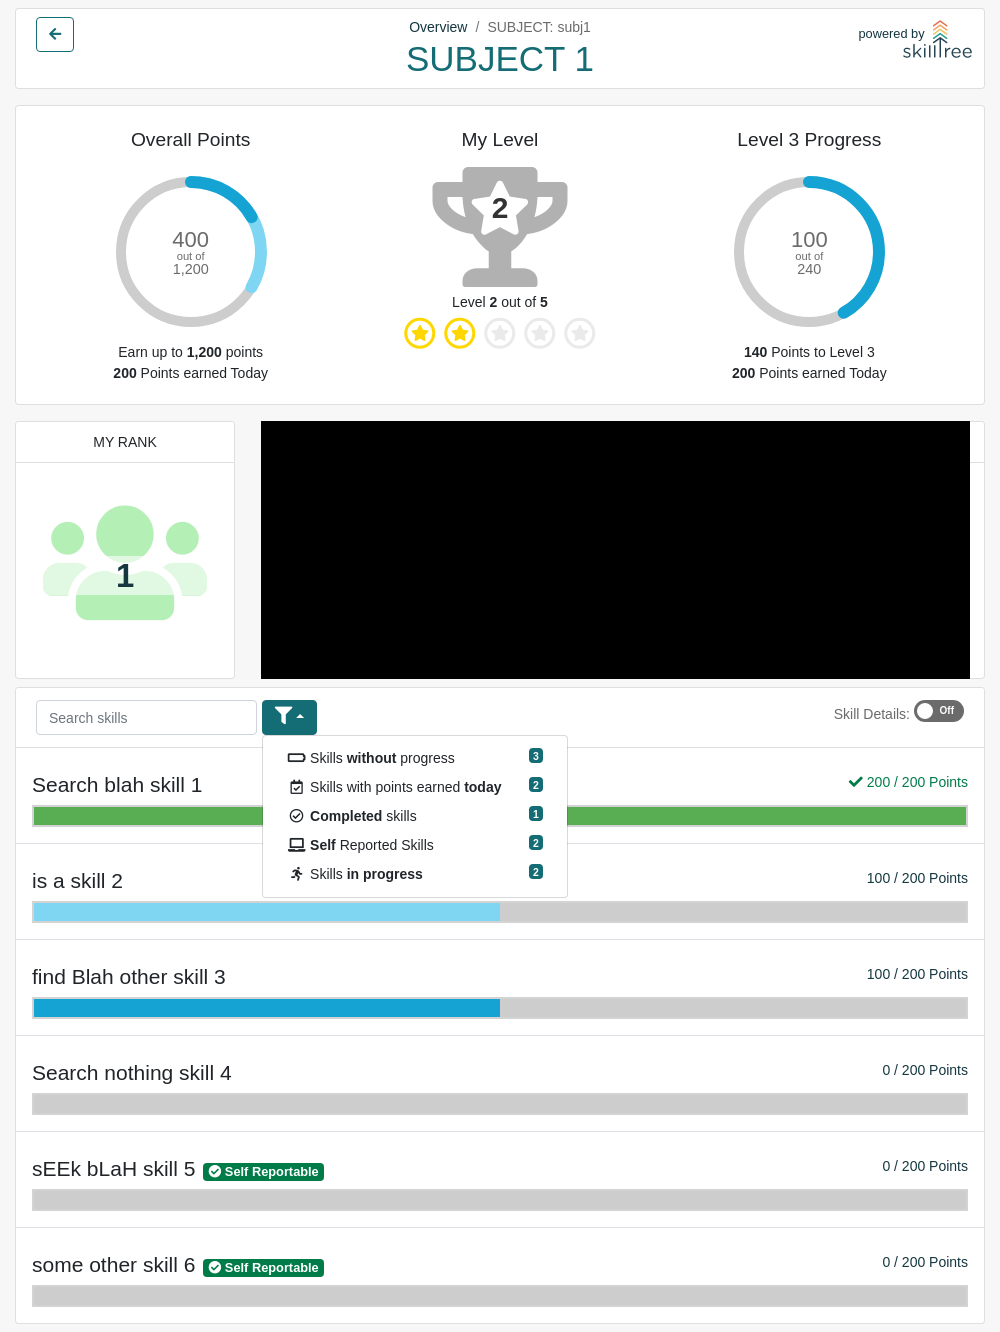 Overview / SUBJECT: subj1
SUBJECT 1
powered by
skilltree
Overall Points
400
out of
1,200
Earn up to 1,200 points
200 Points earned Today
My Level
2
Level 2 out of 5
Level 3 Progress
100
out of
240
140 Points to Level 3
200 Points earned Today
MY RANK
1
Search skills
Skill Details: Off
Skills without progress 3
Skills with points earned today 2
Completed skills 1
Self Reported Skills 2
Skills in progress 2
Search blah skill 1
200 / 200 Points
is a skill 2
100 / 200 Points
find Blah other skill 3
100 / 200 Points
Search nothing skill 4
0 / 200 Points
sEEk bLaH skill 5 Self Reportable
0 / 200 Points
some other skill 6 Self Reportable
0 / 200 Points